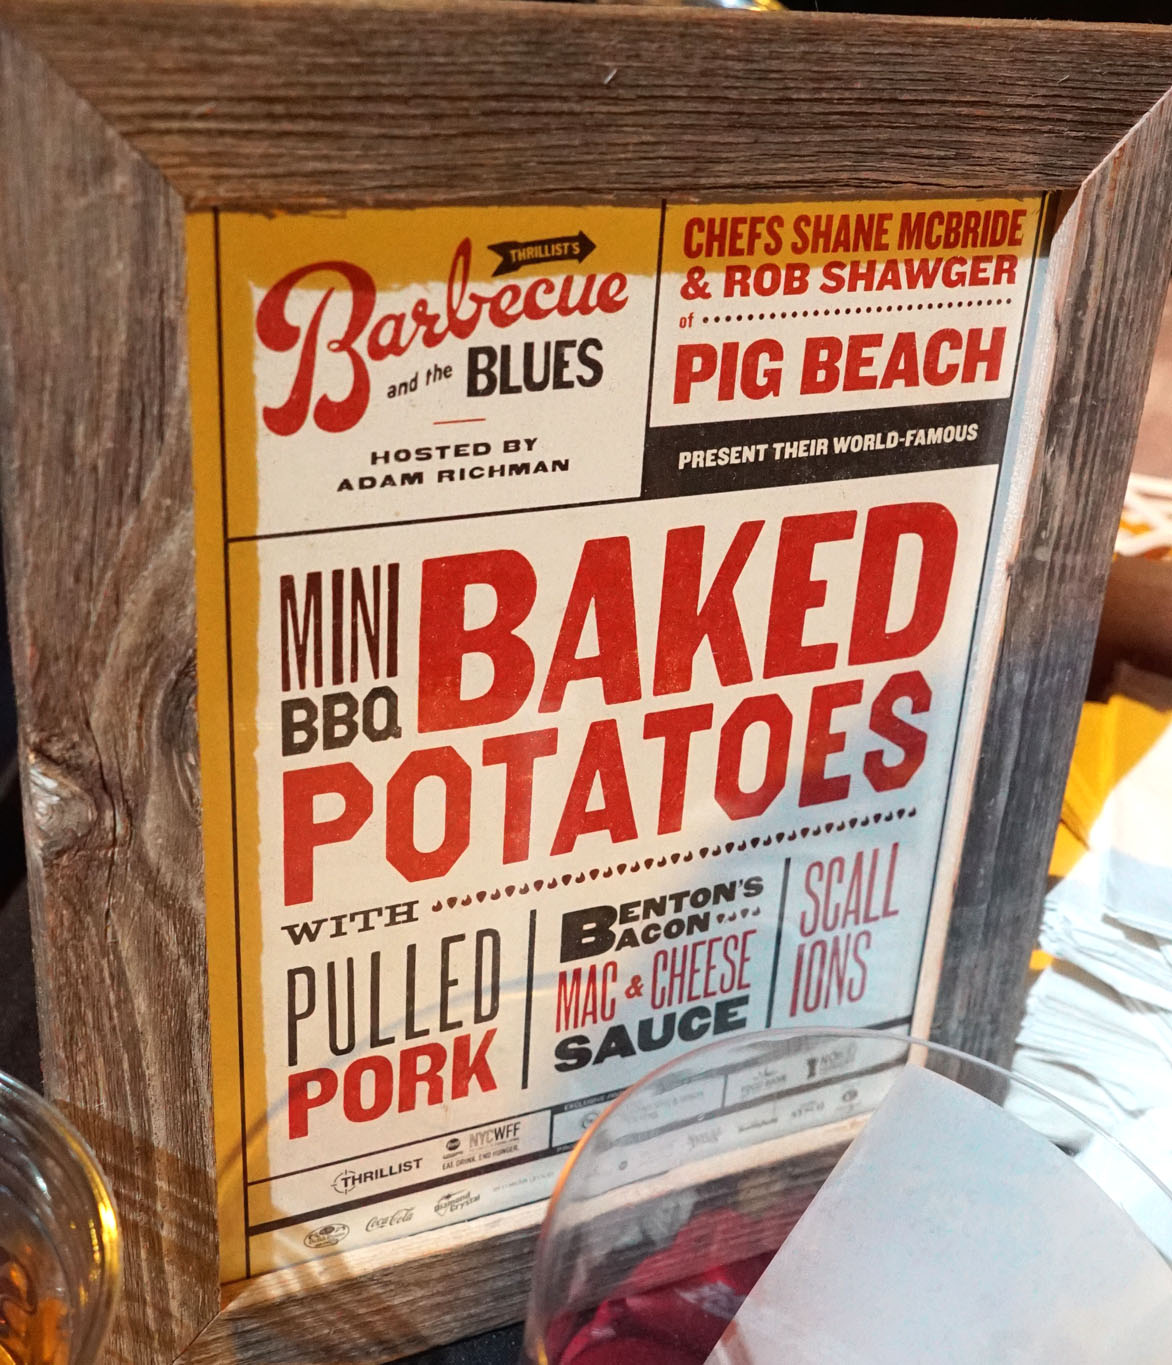 THRILLIST'S
Barbecue
and the BLUES
HOSTED BY
ADAM RICHMAN
CHEFS SHANE MCBRIDE
& ROB SHAWGER
of
PIG BEACH
PRESENT THEIR WORLD-FAMOUS
MINI
BBQ
BAKED
POTATOES
WITH
PULLED
PORK
BENTON'S
BACON
MAC & CHEESE
SAUCE
SCALL
IONS
THRILLIST
NYCWFF
EAT. DRINK. END HUNGER.
Coca-Cola
Diamond
Crystal